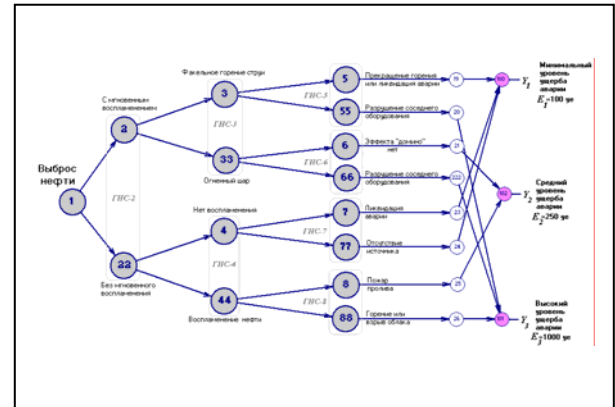 Выброс
нефти
1
С мгновенным
воспламенением
2
ГНС-2
22
Без мгновенного
воспламенения
Факельное горение струи
3
ГНС-3
33
Огненный шар
Нет воспламенения
4
ГНС-4
44
Воспламенение нефти
5
Прекращение горения
или ликвидация аварии
19
ГНС-5
55
Разрушение соседнего
оборудования
20
6
Эффекта "домино"
нет
21
ГНС-6
66
Разрушение соседнего
оборудования
222
7
Ликвидация
аварии
23
ГНС-7
77
Отсутствие
источника
24
8
Пожар
пролива
25
ГНС-8
88
Горение или
взрыв облака
26
Y1
Минимальный
уровень
ущерба
аварии
E1=100 уе
Y2
Средний
уровень
ущерба
аварии
E2=250 уе
Y3
Высокий
уровень
ущерба
аварии
E3=1000 уе